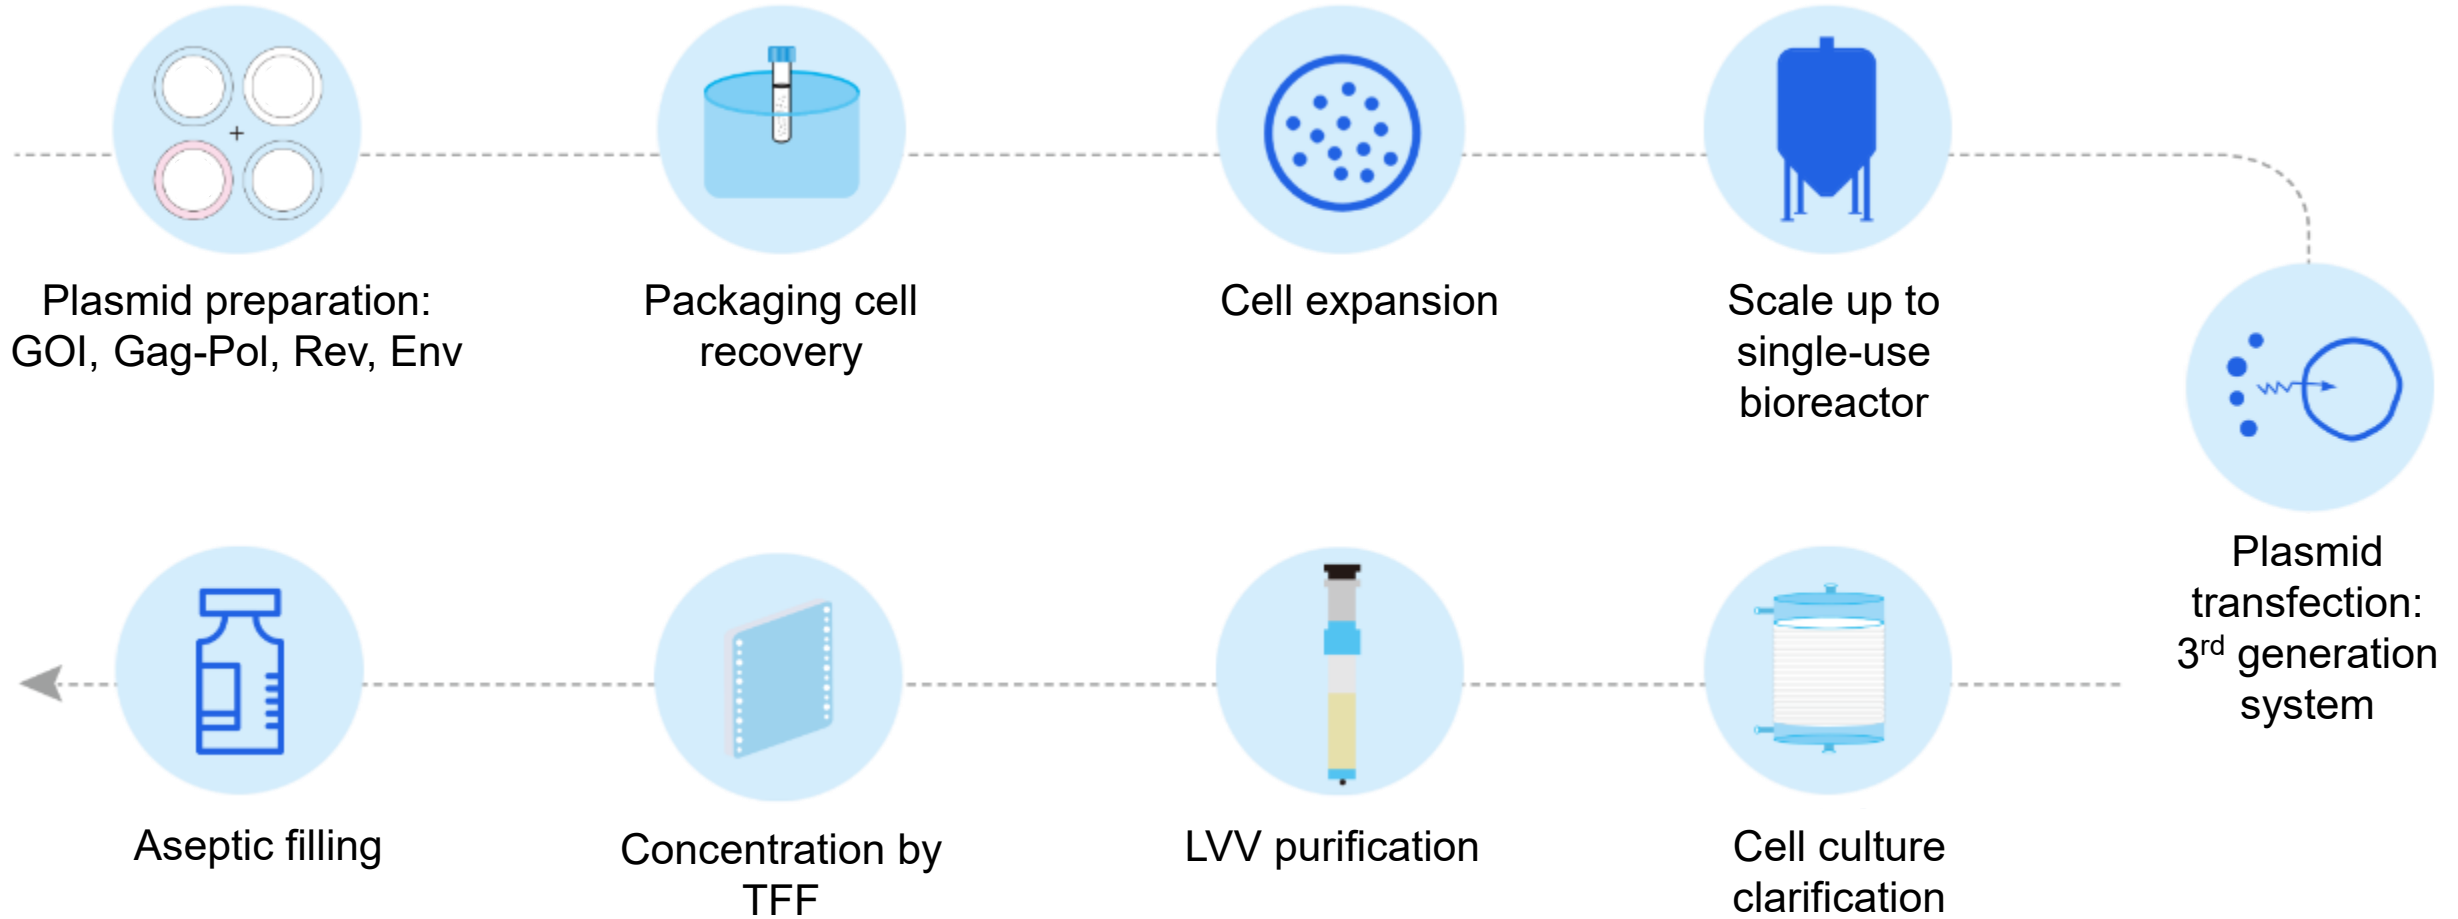 Plasmid preparation:
GOI, Gag-Pol, Rev, Env
Packaging cell
recovery
Cell expansion
Scale up to
single-use
bioreactor
Plasmid
transfection:
3rd generation
system
Cell culture
clarification
LVV purification
Concentration by
TFF
Aseptic filling